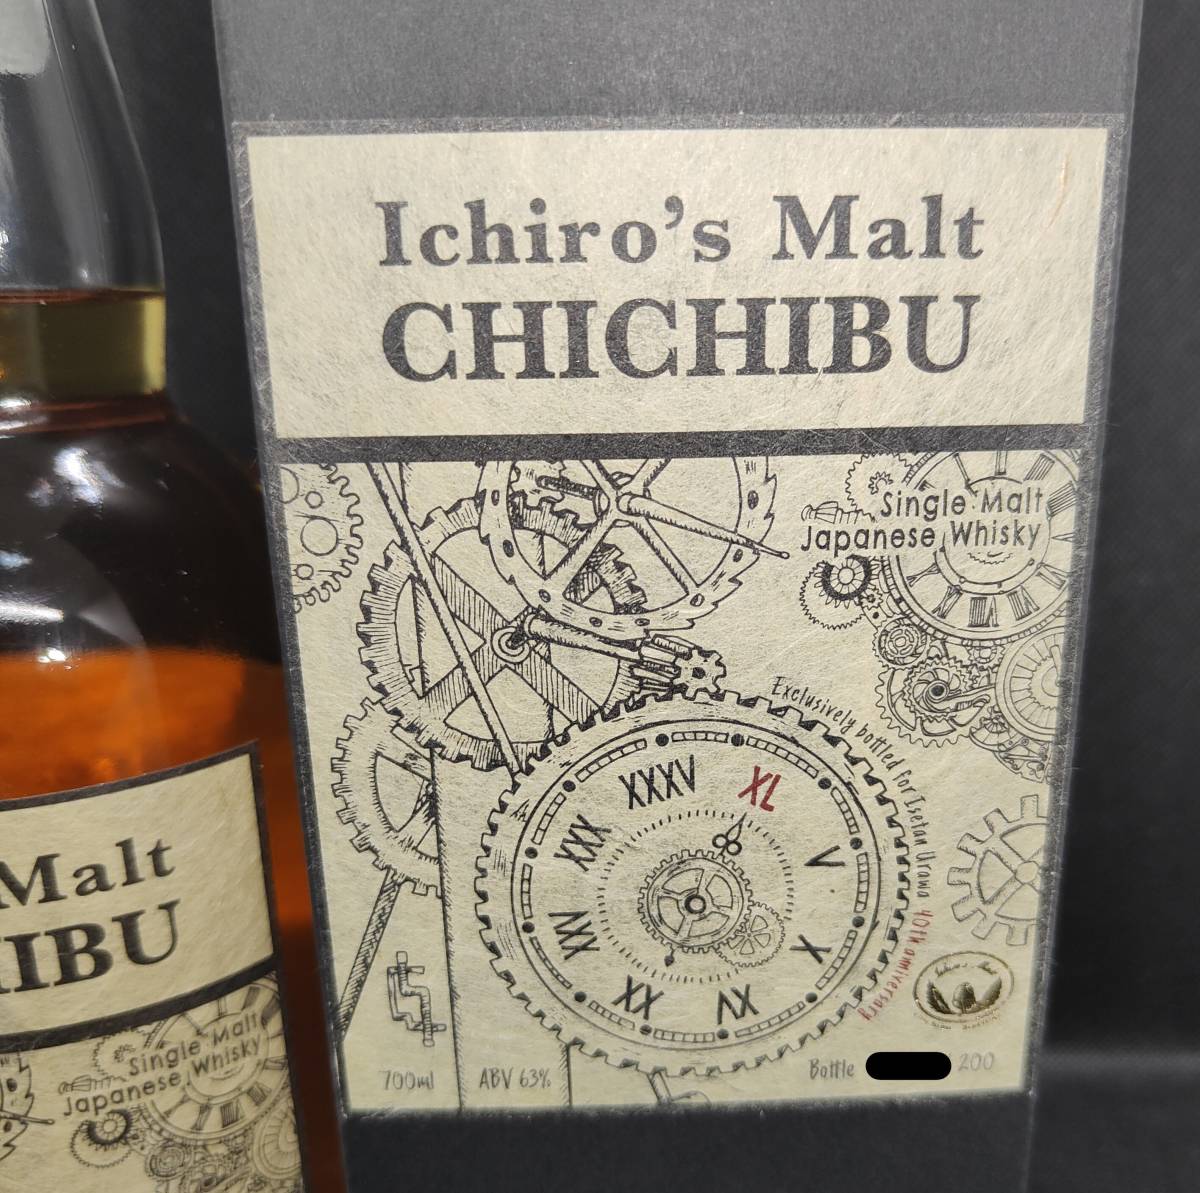 Ichiro's Malt
CHICHIBU
Single Malt
Japanese Whisky
Exclusively bottled for Isetan Urawa 40th anniversary
XXXV
XL
V
X
XV
XX
XXV
XXX
700ml
ABV 63%
Bottle
200
Malt
IBU
Single Malt
Japanese Whisky